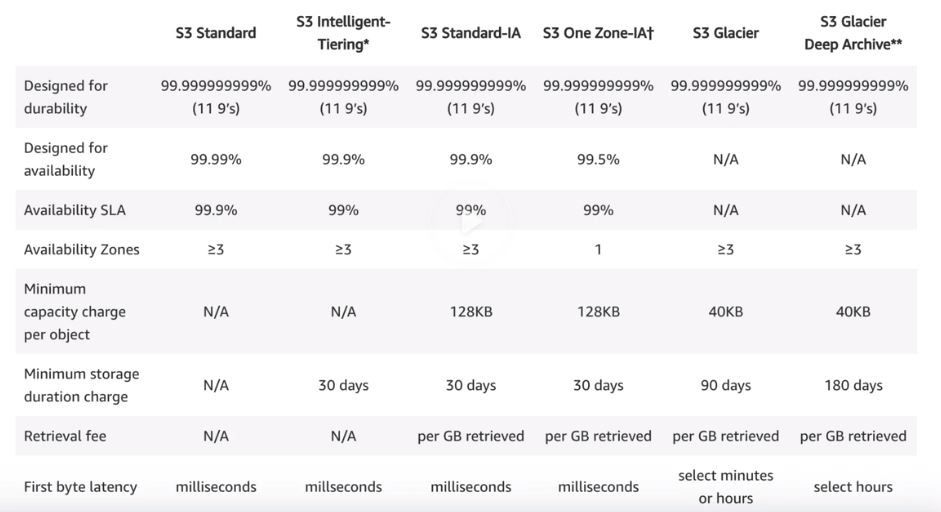 S3 Standard
S3 Intelligent-
Tiering*
S3 Standard-IA
S3 One Zone-IA†
S3 Glacier
S3 Glacier
Deep Archive**
Designed for
durability
99.999999999%
(11 9's)
99.999999999%
(11 9's)
99.999999999%
(11 9's)
99.999999999%
(11 9's)
99.999999999%
(11 9's)
99.999999999%
(11 9's)
Designed for
availability
99.99%
99.9%
99.9%
99.5%
N/A
N/A
Availability SLA
99.9%
99%
99%
99%
N/A
N/A
Availability Zones
≥3
≥3
≥3
1
≥3
≥3
Minimum
capacity charge
per object
N/A
N/A
128KB
128KB
40KB
40KB
Minimum storage
duration charge
N/A
30 days
30 days
30 days
90 days
180 days
Retrieval fee
N/A
N/A
per GB retrieved
per GB retrieved
per GB retrieved
per GB retrieved
First byte latency
milliseconds
millseconds
milliseconds
milliseconds
select minutes
or hours
select hours